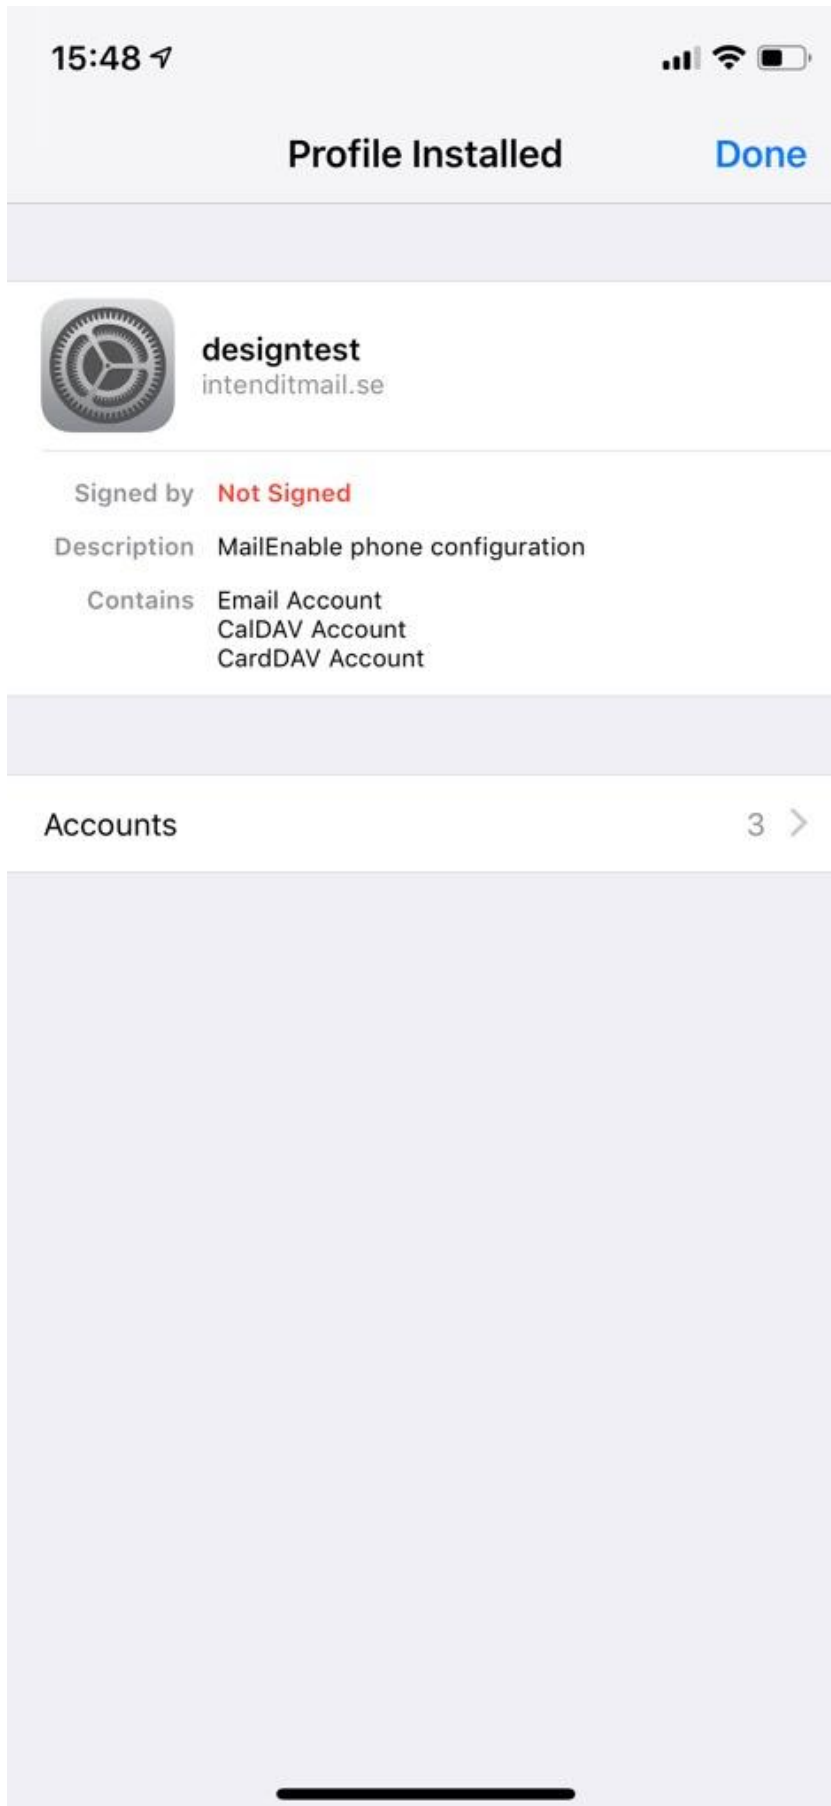 15:48
Profile Installed Done
designtest
intenditmail.se
Signed by Not Signed
Description MailEnable phone configuration
Contains Email Account
CalDAV Account
CardDAV Account
Accounts 3